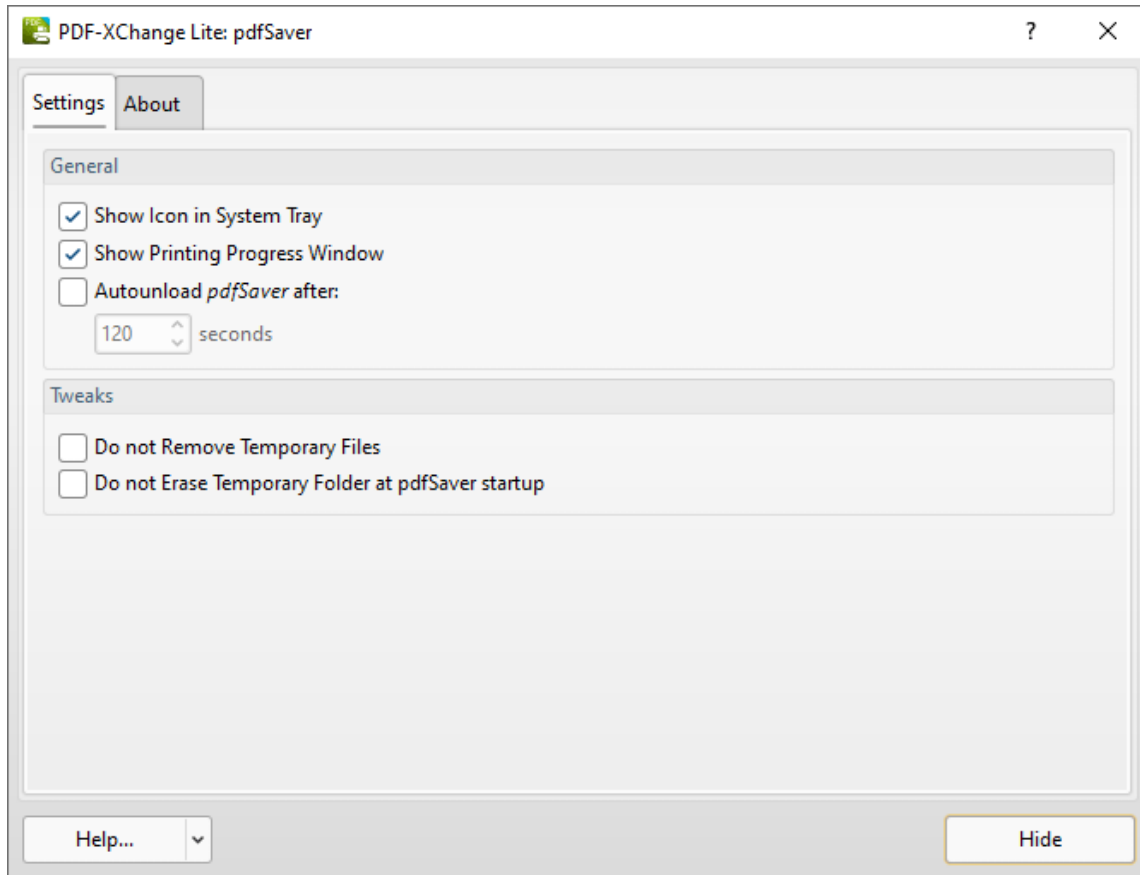 PDF-XChange Lite: pdfSaver
Settings
About
General
Show Icon in System Tray
Show Printing Progress Window
Autounload pdfSaver after:
120 seconds
Tweaks
Do not Remove Temporary Files
Do not Erase Temporary Folder at pdfSaver startup
Help...
Hide